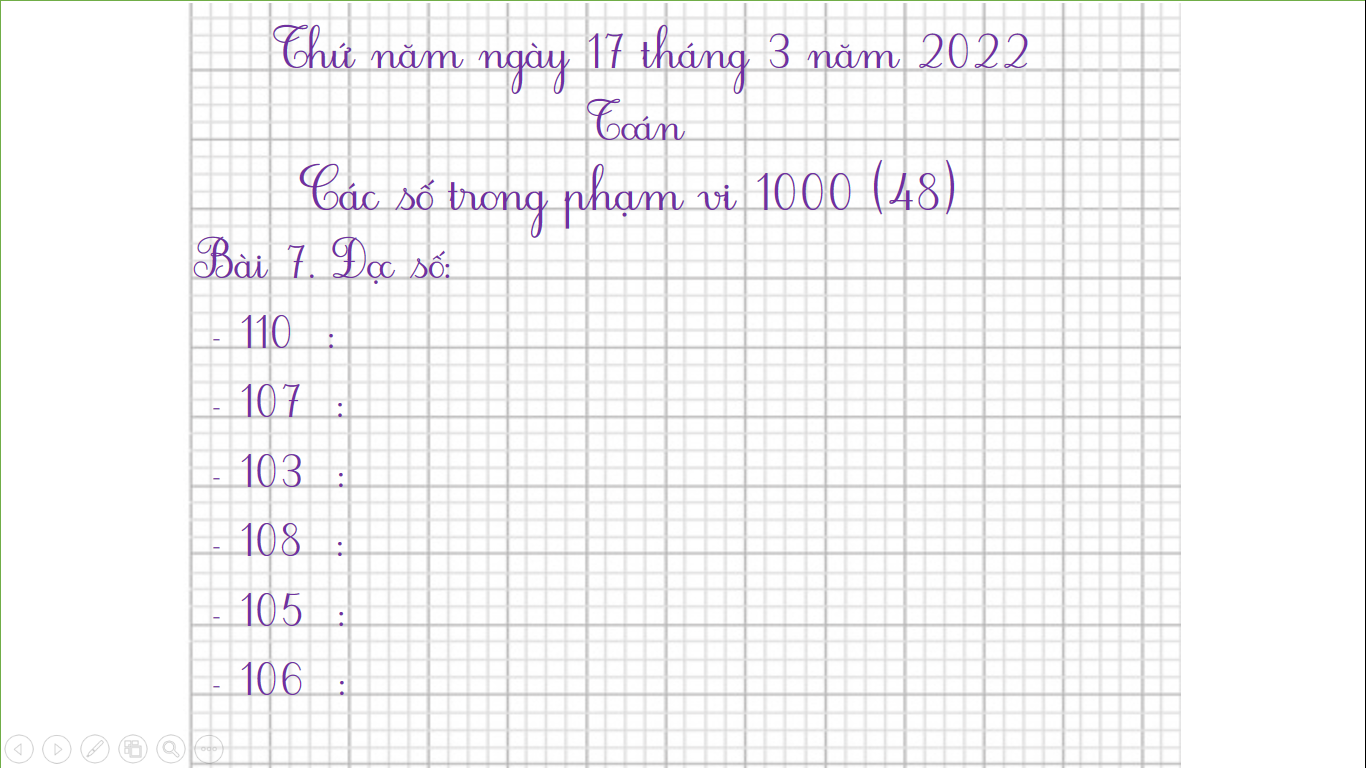 Thứ năm ngày 17 tháng 3 năm 2022
Toán
Các số trong phạm vi 1000 (48)
Bài 7. Đọc số:
- 110 :
- 107 :
- 103 :
- 108 :
- 105 :
- 106 :